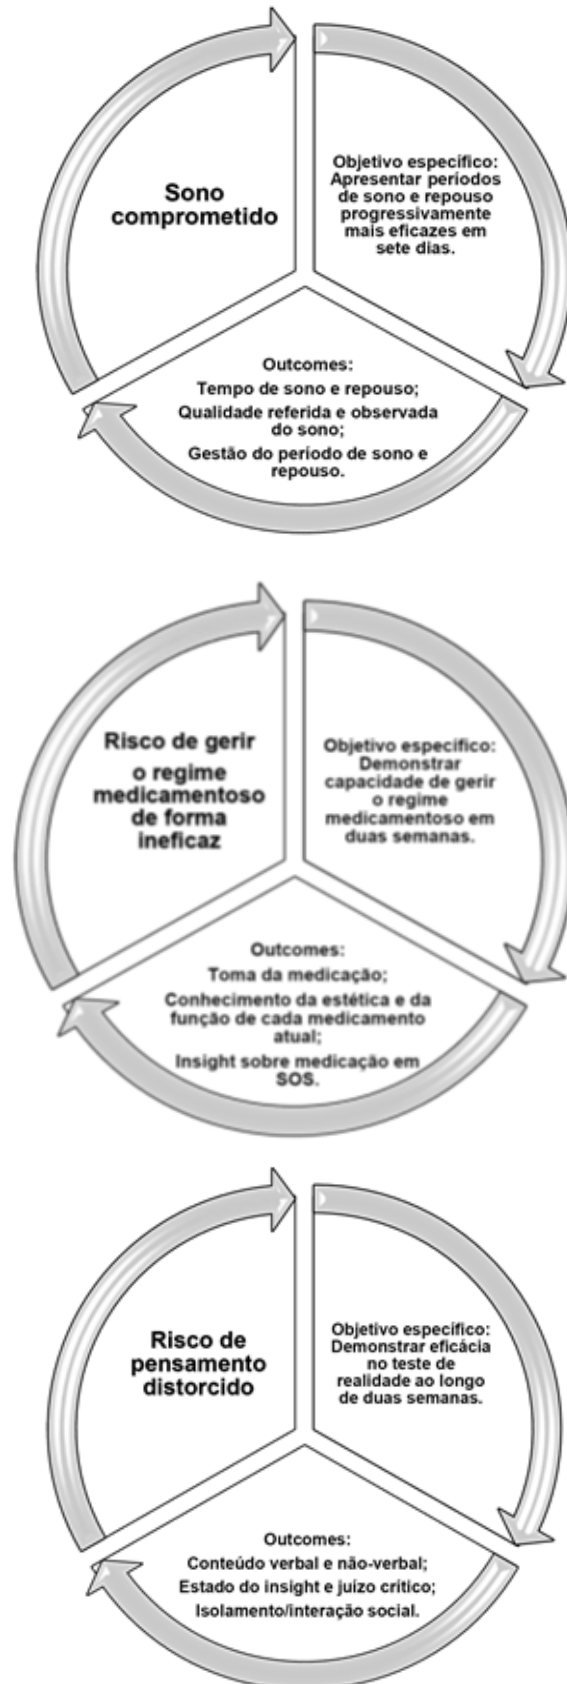 Sono
comprometido
Objetivo específico:
Apresentar períodos
de sono e repouso
progressivamente
mais eficazes em
sete dias.
Outcomes:
Tempo de sono e repouso;
Qualidade referida e observada
do sono;
Gestão do período de sono e
repouso.
Risco de gerir
o regime
medicamentoso
de forma
ineficaz
Objetivo específico:
Demonstrar
capacidade de gerir
o regime
medicamentoso em
duas semanas.
Outcomes:
Toma da medicação;
Conhecimento da estética e da
função de cada medicamento
atual;
Insight sobre medicação em
SOS.
Risco de
pensamento
distorcido
Objetivo específico:
Demonstrar eficácia
no teste de
realidade ao longo
de duas semanas.
Outcomes:
Conteúdo verbal e não-verbal;
Estado do insight e juízo crítico;
Isolamento/interação social.